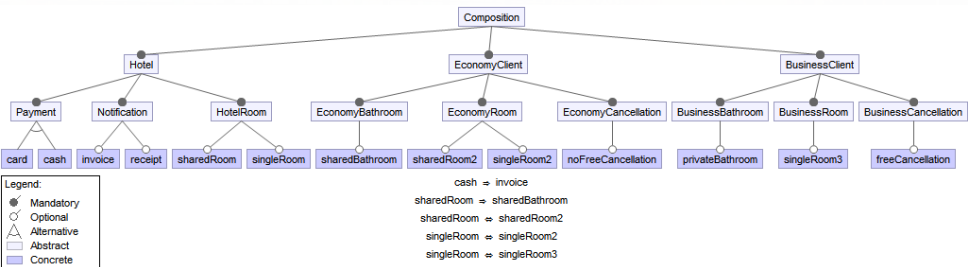 Composition
Hotel EconomyClient BusinessClient
Payment Notification HotelRoom EconomyBathroom EconomyRoom EconomyCancellation BusinessBathroom BusinessRoom BusinessCancellation
card cash invoice receipt sharedRoom singleRoom sharedBathroom sharedRoom2 singleRoom2 noFreeCancellation privateBathroom singleRoom3 freeCancellation
Legend:
Mandatory
Optional
Alternative
Abstract
Concrete
cash ⇒ invoice
sharedRoom ⇒ sharedBathroom
sharedRoom ⇔ sharedRoom2
singleRoom ⇔ singleRoom2
singleRoom ⇔ singleRoom3